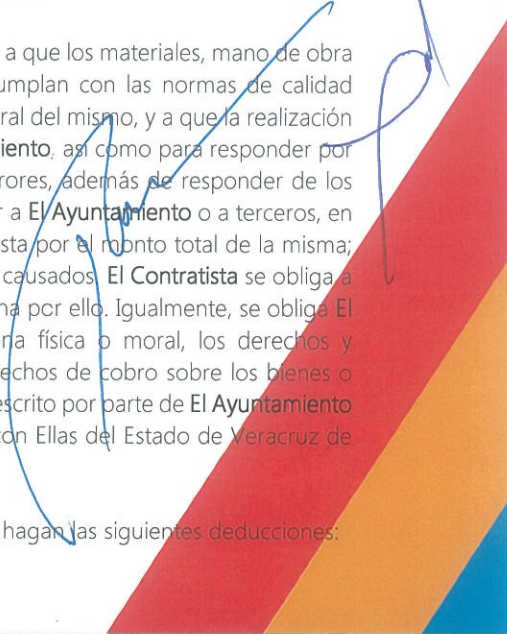 a que los materiales, mano de obra
umplan con las normas de calidad
ral del mismo, y a que la realización
iento, así como para responder por
rores, además de responder de los
r a El Ayuntamiento o a terceros, en
sta por el monto total de la misma;
causados. El Contratista se obliga a
na por ello. Igualmente, se obliga El
na física o moral, los derechos y
echos de cobro sobre los bienes o
escrito por parte de El Ayuntamiento
con Ellas del Estado de Veracruz de
hagan las siguientes deducciones: